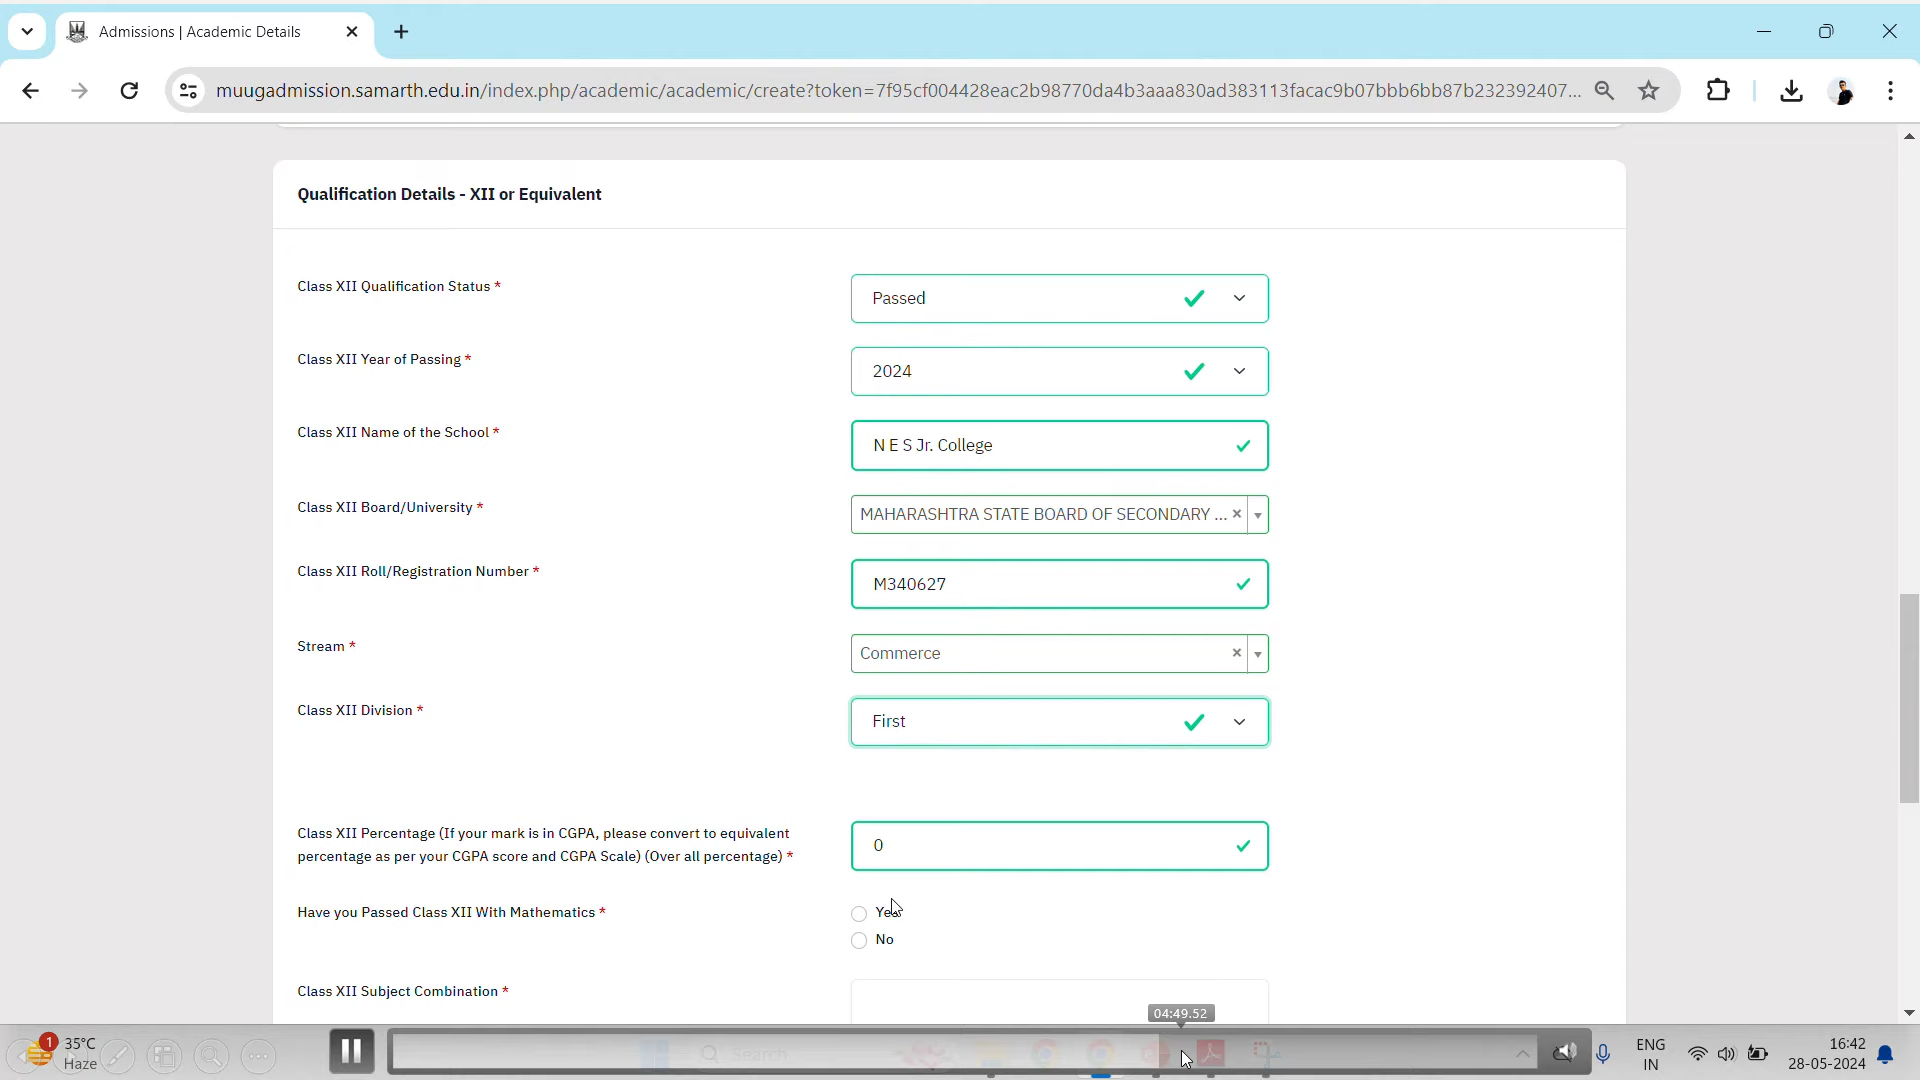 Admissions | Academic Details
muugadmission.samarth.edu.in/index.php/academic/academic/create?token=7f95cf004428eac2b98770da4b3aaa830ad383113facac9b07bbb6bb87b232392407...
Qualification Details - XII or Equivalent
Class XII Qualification Status *
Passed
Class XII Year of Passing *
2024
Class XII Name of the School *
N E S Jr. College
Class XII Board/University *
MAHARASHTRA STATE BOARD OF SECONDARY ...
Class XII Roll/Registration Number *
M340627
Stream *
Commerce
Class XII Division *
First
Class XII Percentage (If your mark is in CGPA, please convert to equivalent
percentage as per your CGPA score and CGPA Scale) (Over all percentage) *
0
Have you Passed Class XII With Mathematics *
Yes
No
Class XII Subject Combination *
04:49.52
1
35°C
Haze
Search
ENG
IN
16:42
28-05-2024